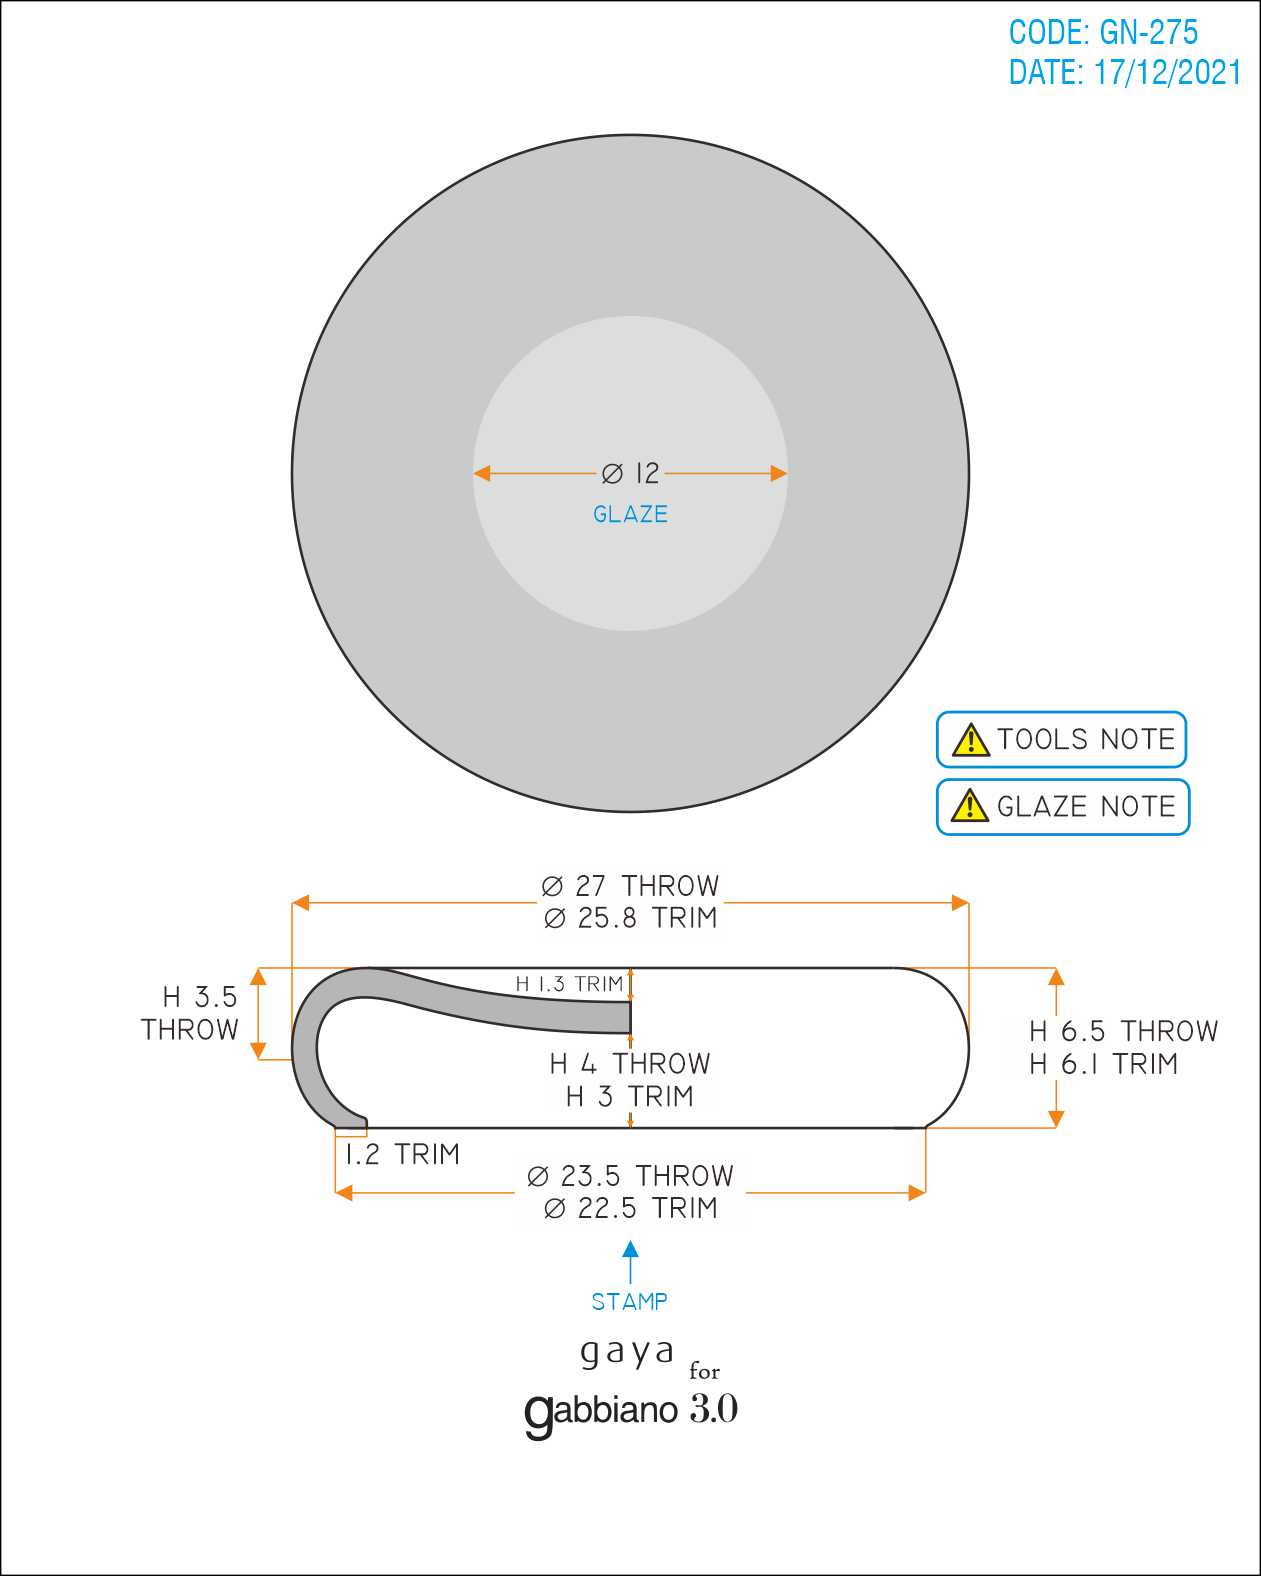 CODE: GN-275
DATE: 17/12/2021
Ø 12
GLAZE
TOOLS NOTE
GLAZE NOTE
Ø 27 THROW
Ø 25.8 TRIM
H 1.3 TRIM
H 3.5
THROW
H 6.5 THROW
H 6.1 TRIM
H 4 THROW
H 3 TRIM
1.2 TRIM
Ø 23.5 THROW
Ø 22.5 TRIM
STAMP
gaya
for
gabbiano 3.0